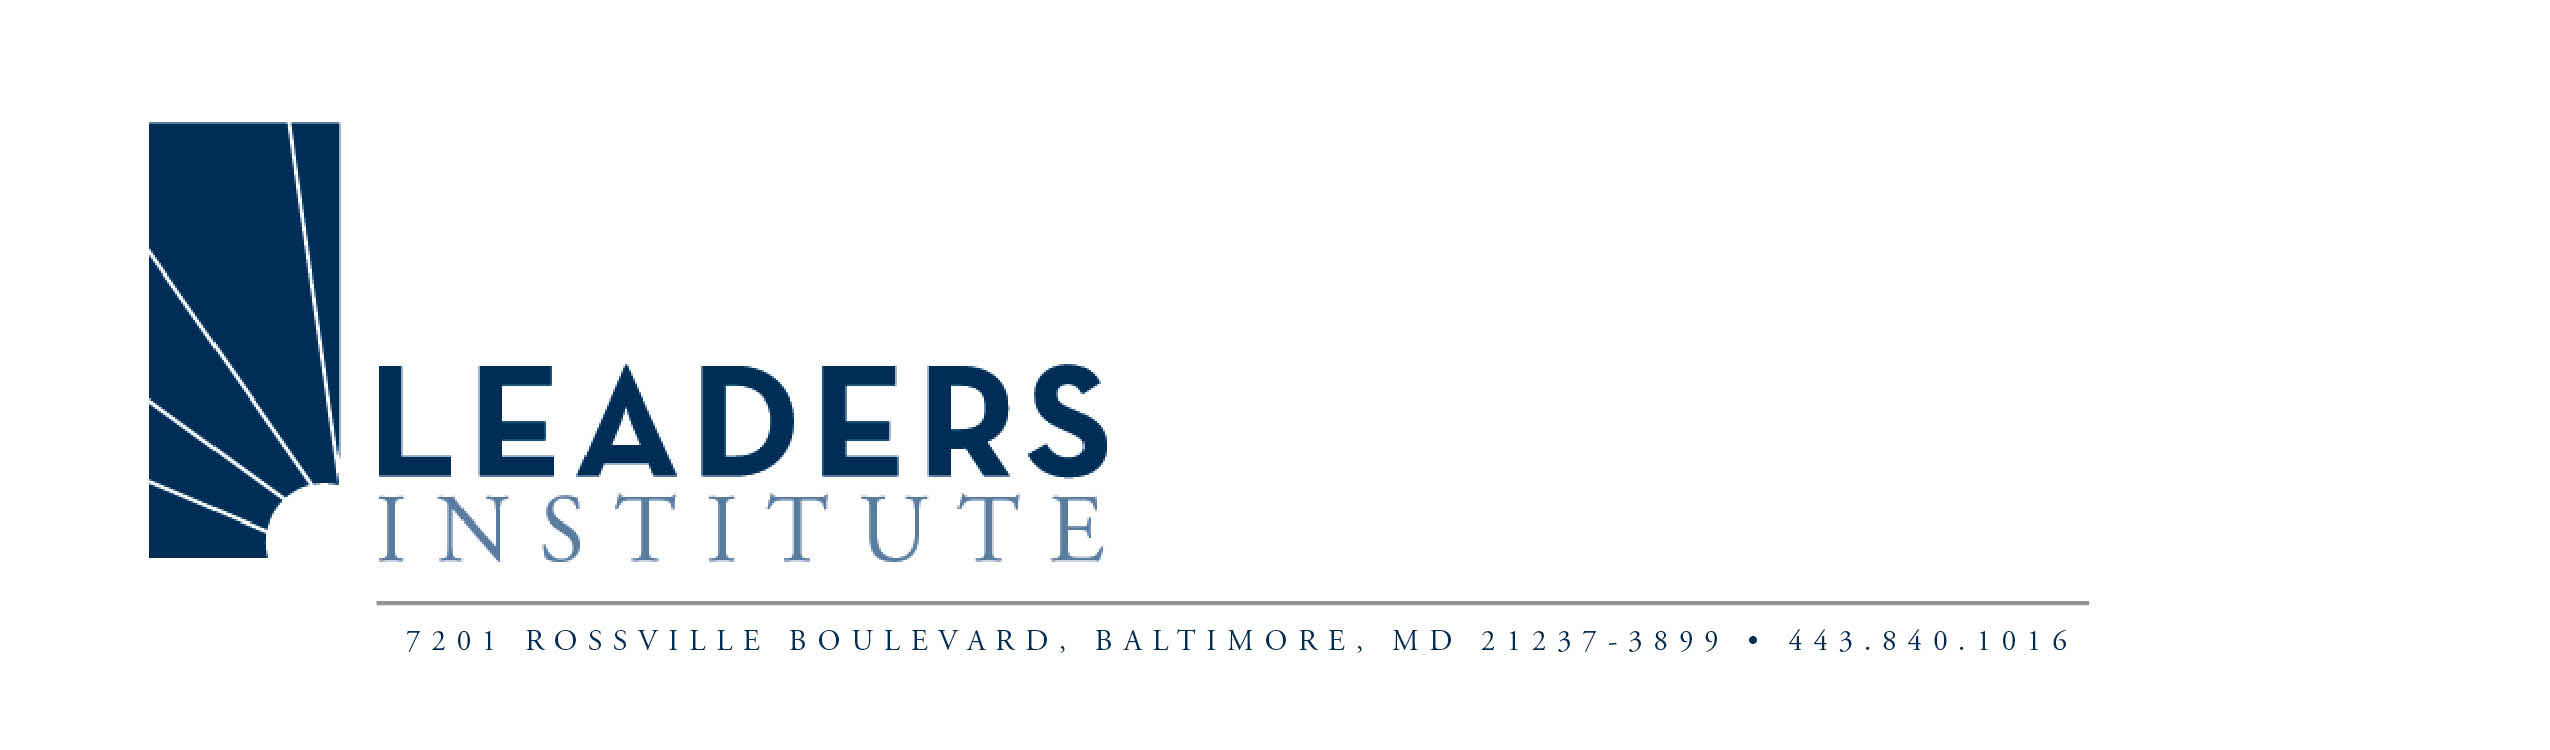 LEADERS
INSTITUTE
7201 ROSSVILLE BOULEVARD, BALTIMORE, MD 21237-3899 • 443.840.1016